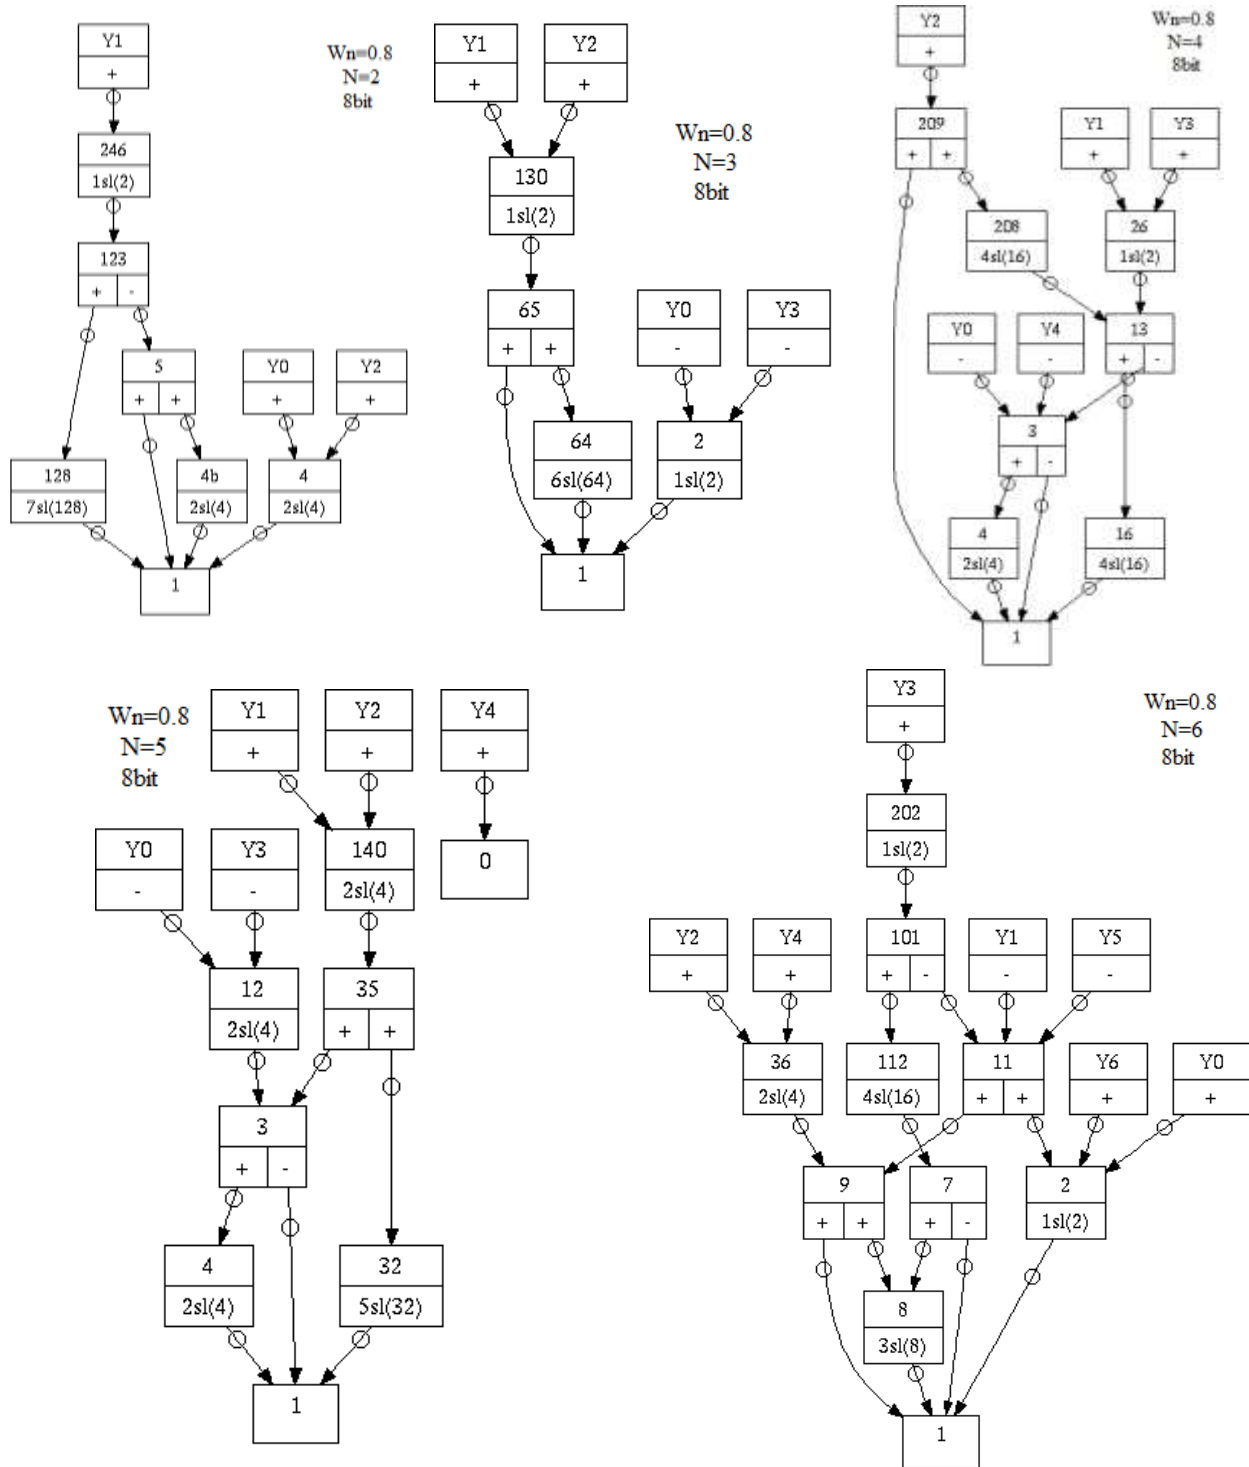 Y1
+
246
1sl(2)
123
+ -
5
+ +
Y0
+
Y2
+
128
7sl(128)
4b
2sl(4)
4
2sl(4)
1
Wn=0.8
N=2
8bit
Y1
+
Y2
+
130
1sl(2)
65
+ +
Y0
-
Y3
-
64
6sl(64)
2
1sl(2)
1
Wn=0.8
N=3
8bit
Y2
+
209
+ +
Y1
+
Y3
+
208
4sl(16)
26
1sl(2)
Y0
-
Y4
-
13
+ -
3
+ -
4
2sl(4)
16
4sl(16)
1
Wn=0.8
N=4
8bit
Wn=0.8
N=5
8bit
Y1
+
Y2
+
Y4
+
Y0
-
Y3
-
140
2sl(4)
0
12
2sl(4)
35
+ +
3
+ -
4
2sl(4)
32
5sl(32)
1
Y3
+
202
1sl(2)
Y2
+
Y4
+
101
+ -
Y1
-
Y5
-
36
2sl(4)
112
4sl(16)
11
+ +
Y6
+
Y0
+
9
+ +
7
+ -
2
1sl(2)
8
3sl(8)
1
Wn=0.8
N=6
8bit